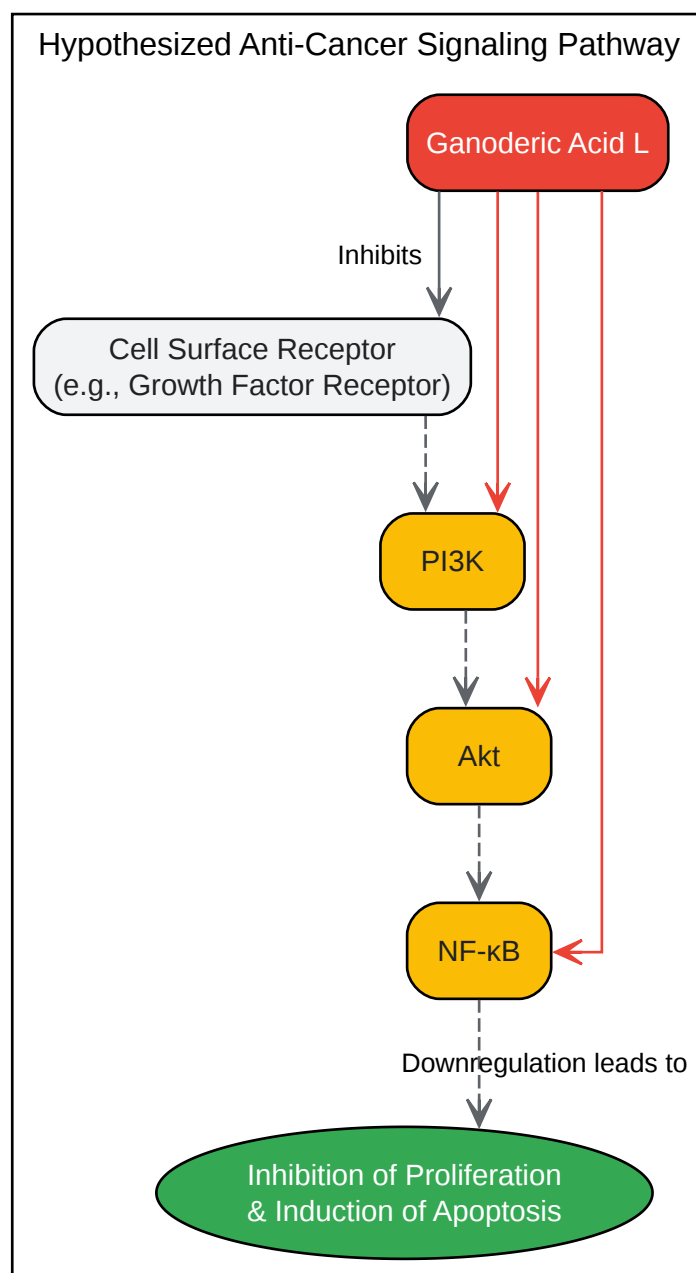 Hypothesized Anti-Cancer Signaling Pathway
Ganoderic Acid L
Inhibits
Cell Surface Receptor
(e.g., Growth Factor Receptor)
PI3K
Akt
NF-κB
Downregulation leads to
Inhibition of Proliferation
& Induction of Apoptosis